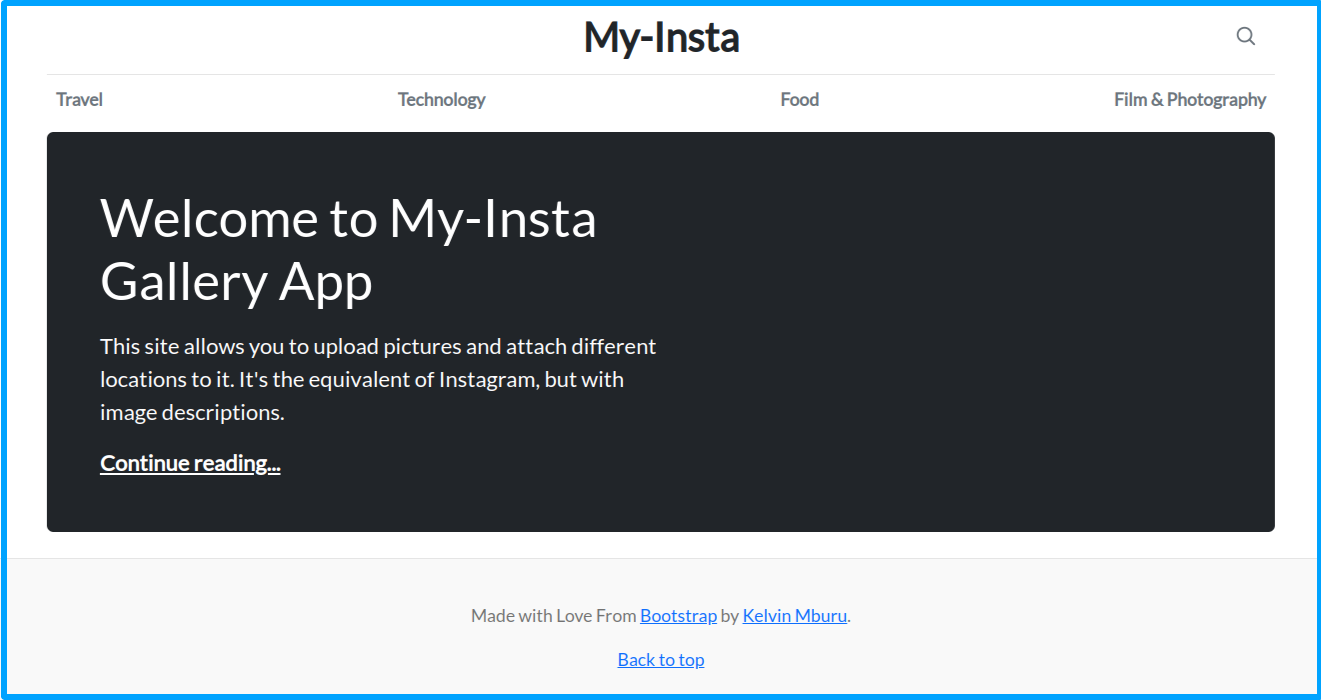 My-Insta
Travel
Technology
Food
Film & Photography
Welcome to My-Insta
Gallery App
This site allows you to upload pictures and attach different
locations to it. It's the equivalent of Instagram, but with
image descriptions.
Continue reading...
Made with Love From Bootstrap by Kelvin Mburu.
Back to top